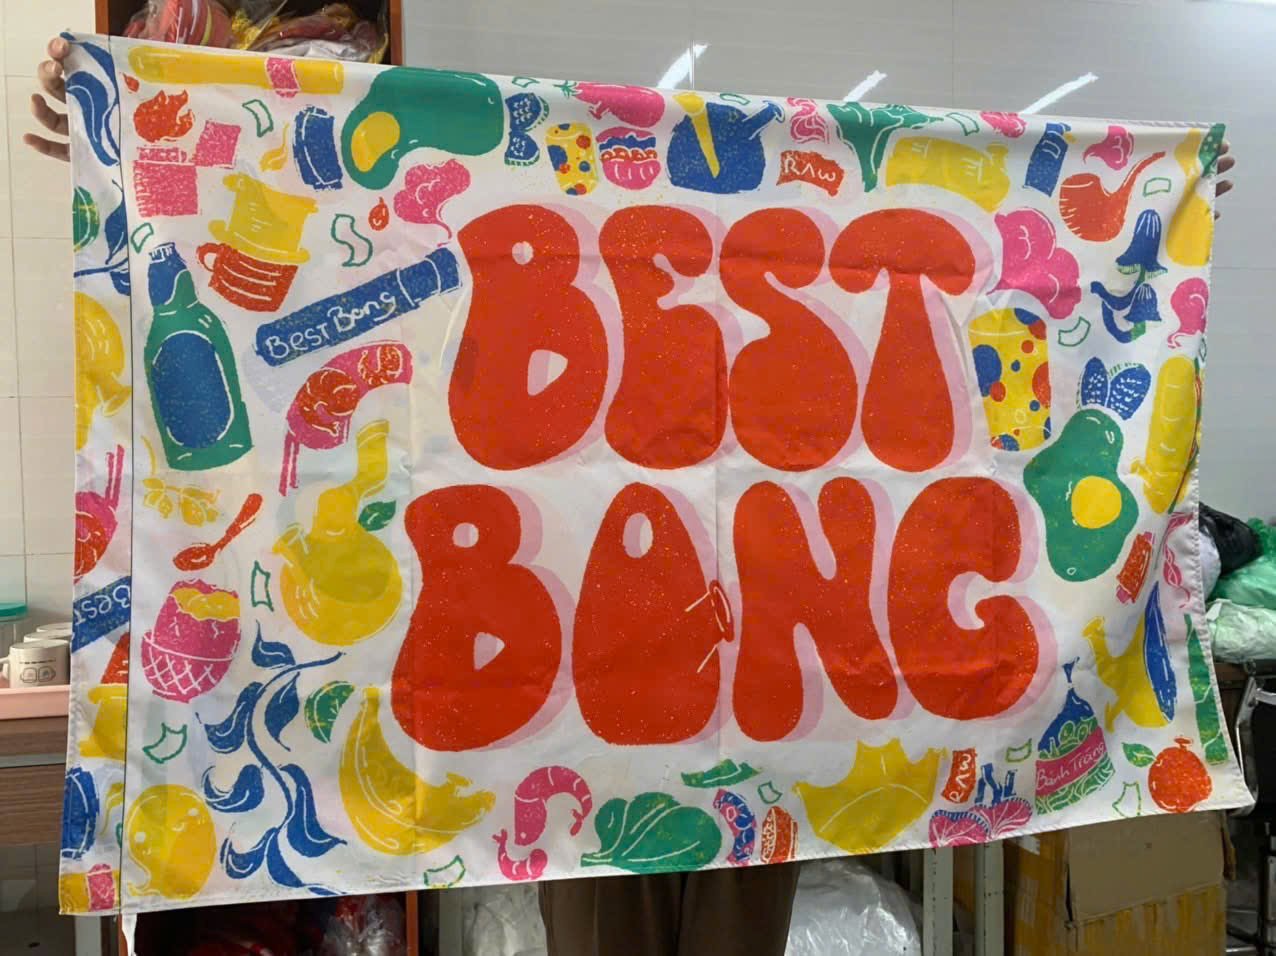 RAW
BEST Bong
BEST
BONG
BEST
RAW
Bánh Tráng